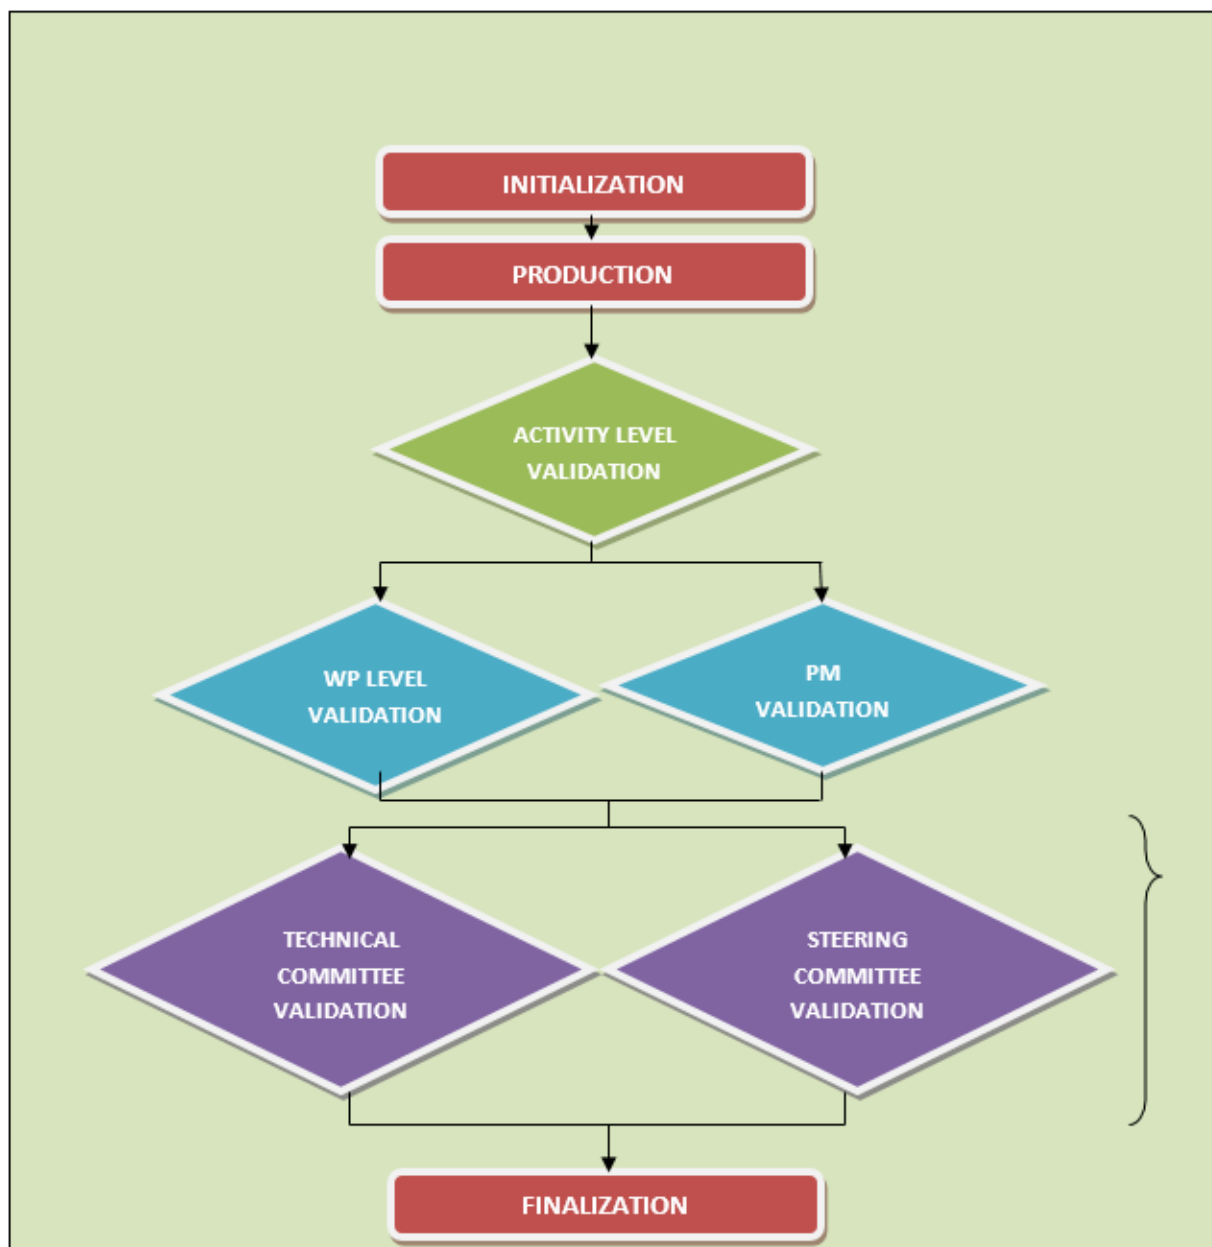 INITIALIZATION
PRODUCTION
ACTIVITY LEVEL
VALIDATION
WP LEVEL
VALIDATION
PM
VALIDATION
TECHNICAL
COMMITTEE
VALIDATION
STEERING
COMMITTEE
VALIDATION
FINALIZATION